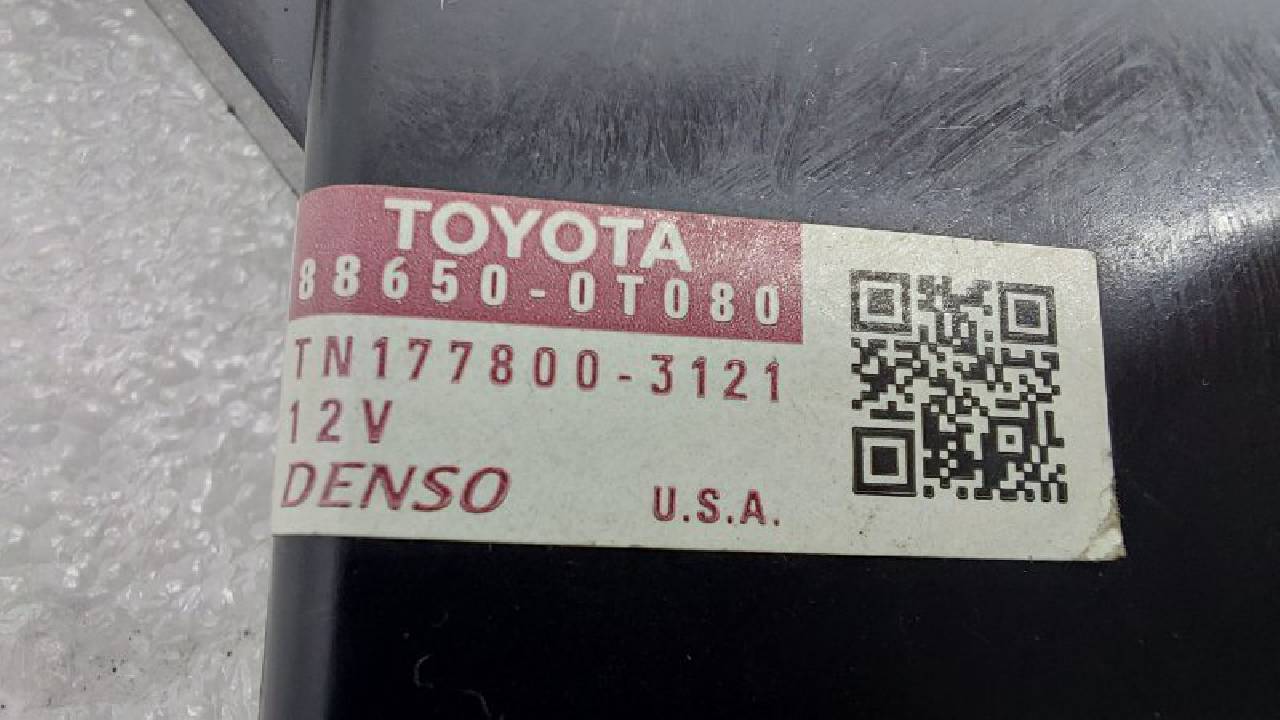 TOYOTA
88650-0T080
TN177800-3121
12V
DENSO U.S.A.